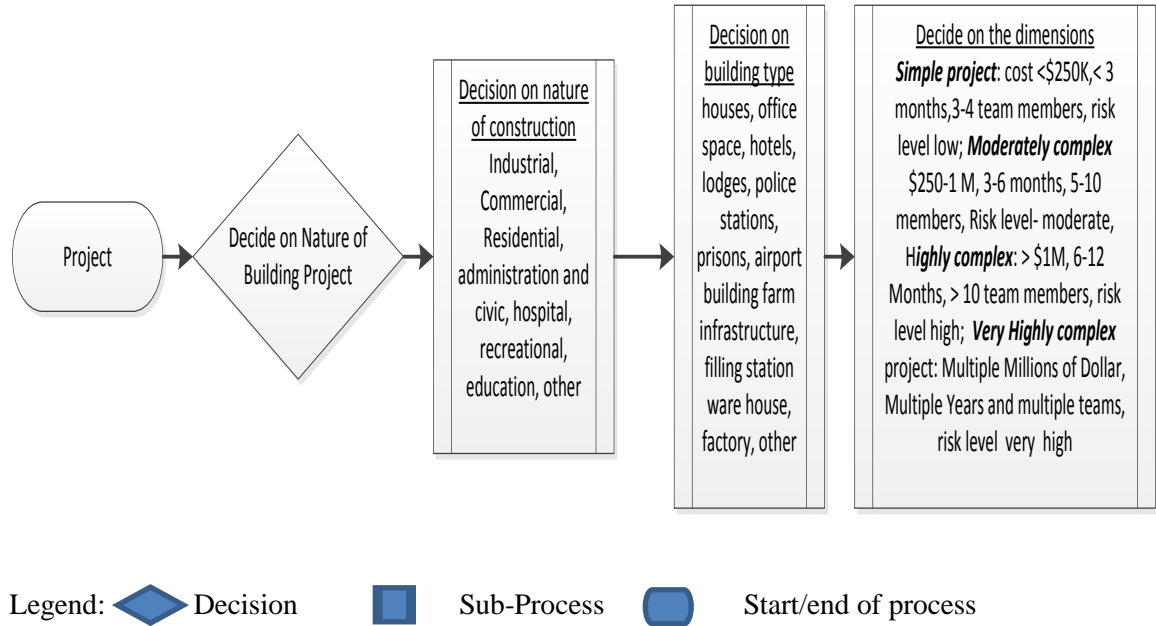 Project
Decide on Nature of
Building Project
Decision on nature
of construction
Industrial,
Commercial,
Residential,
administration and
civic, hospital,
recreational,
education, other
Decision on
building type
houses, office
space, hotels,
lodges, police
stations,
prisons, airport
building farm
infrastructure,
filling station
ware house,
factory, other
Decide on the dimensions
Simple project: cost <$250K,< 3
months,3-4 team members, risk
level low; Moderately complex
$250-1 M, 3-6 months, 5-10
members, Risk level- moderate,
Highly complex: > $1M, 6-12
Months, > 10 team members, risk
level high; Very Highly complex
project: Multiple Millions of Dollar,
Multiple Years and multiple teams,
risk level very high
Legend: Decision Sub-Process Start/end of process